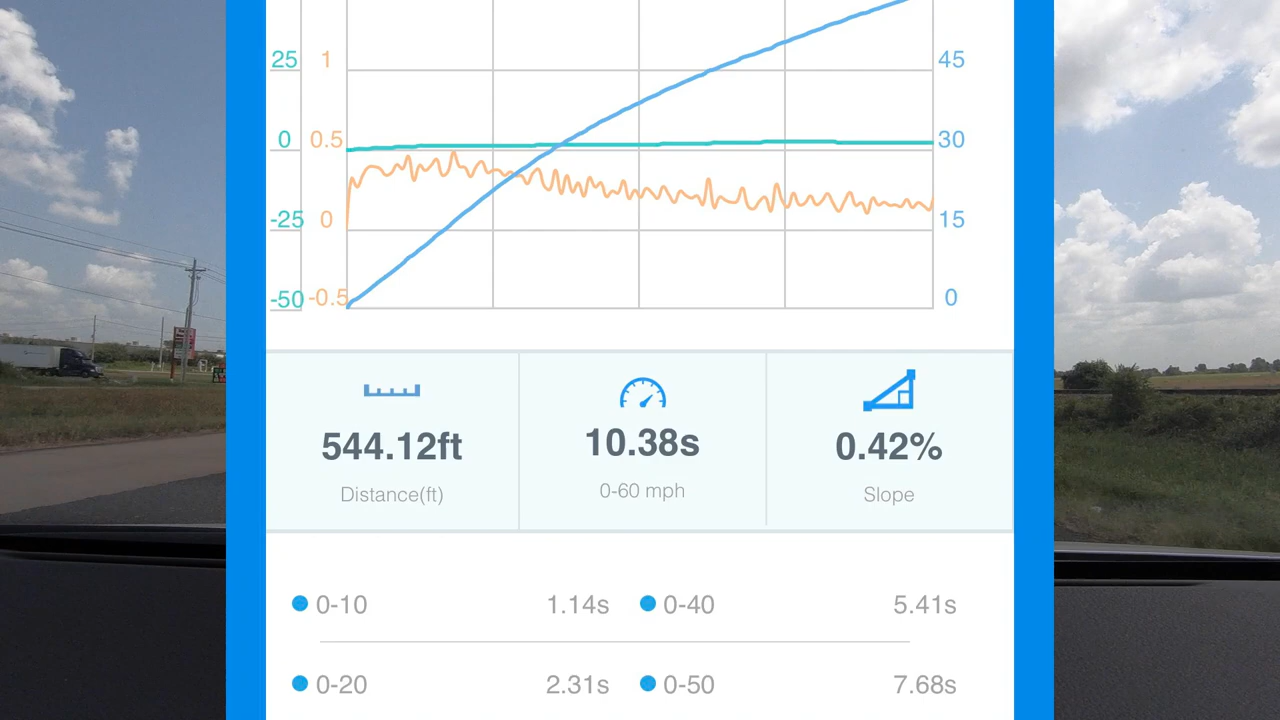 25 1 45
0 0.5 30
-25 0 15
-50 -0.5 0
544.12ft 10.38s 0.42%
Distance(ft) 0-60 mph Slope
0-10 1.14s 0-40 5.41s
0-20 2.31s 0-50 7.68s